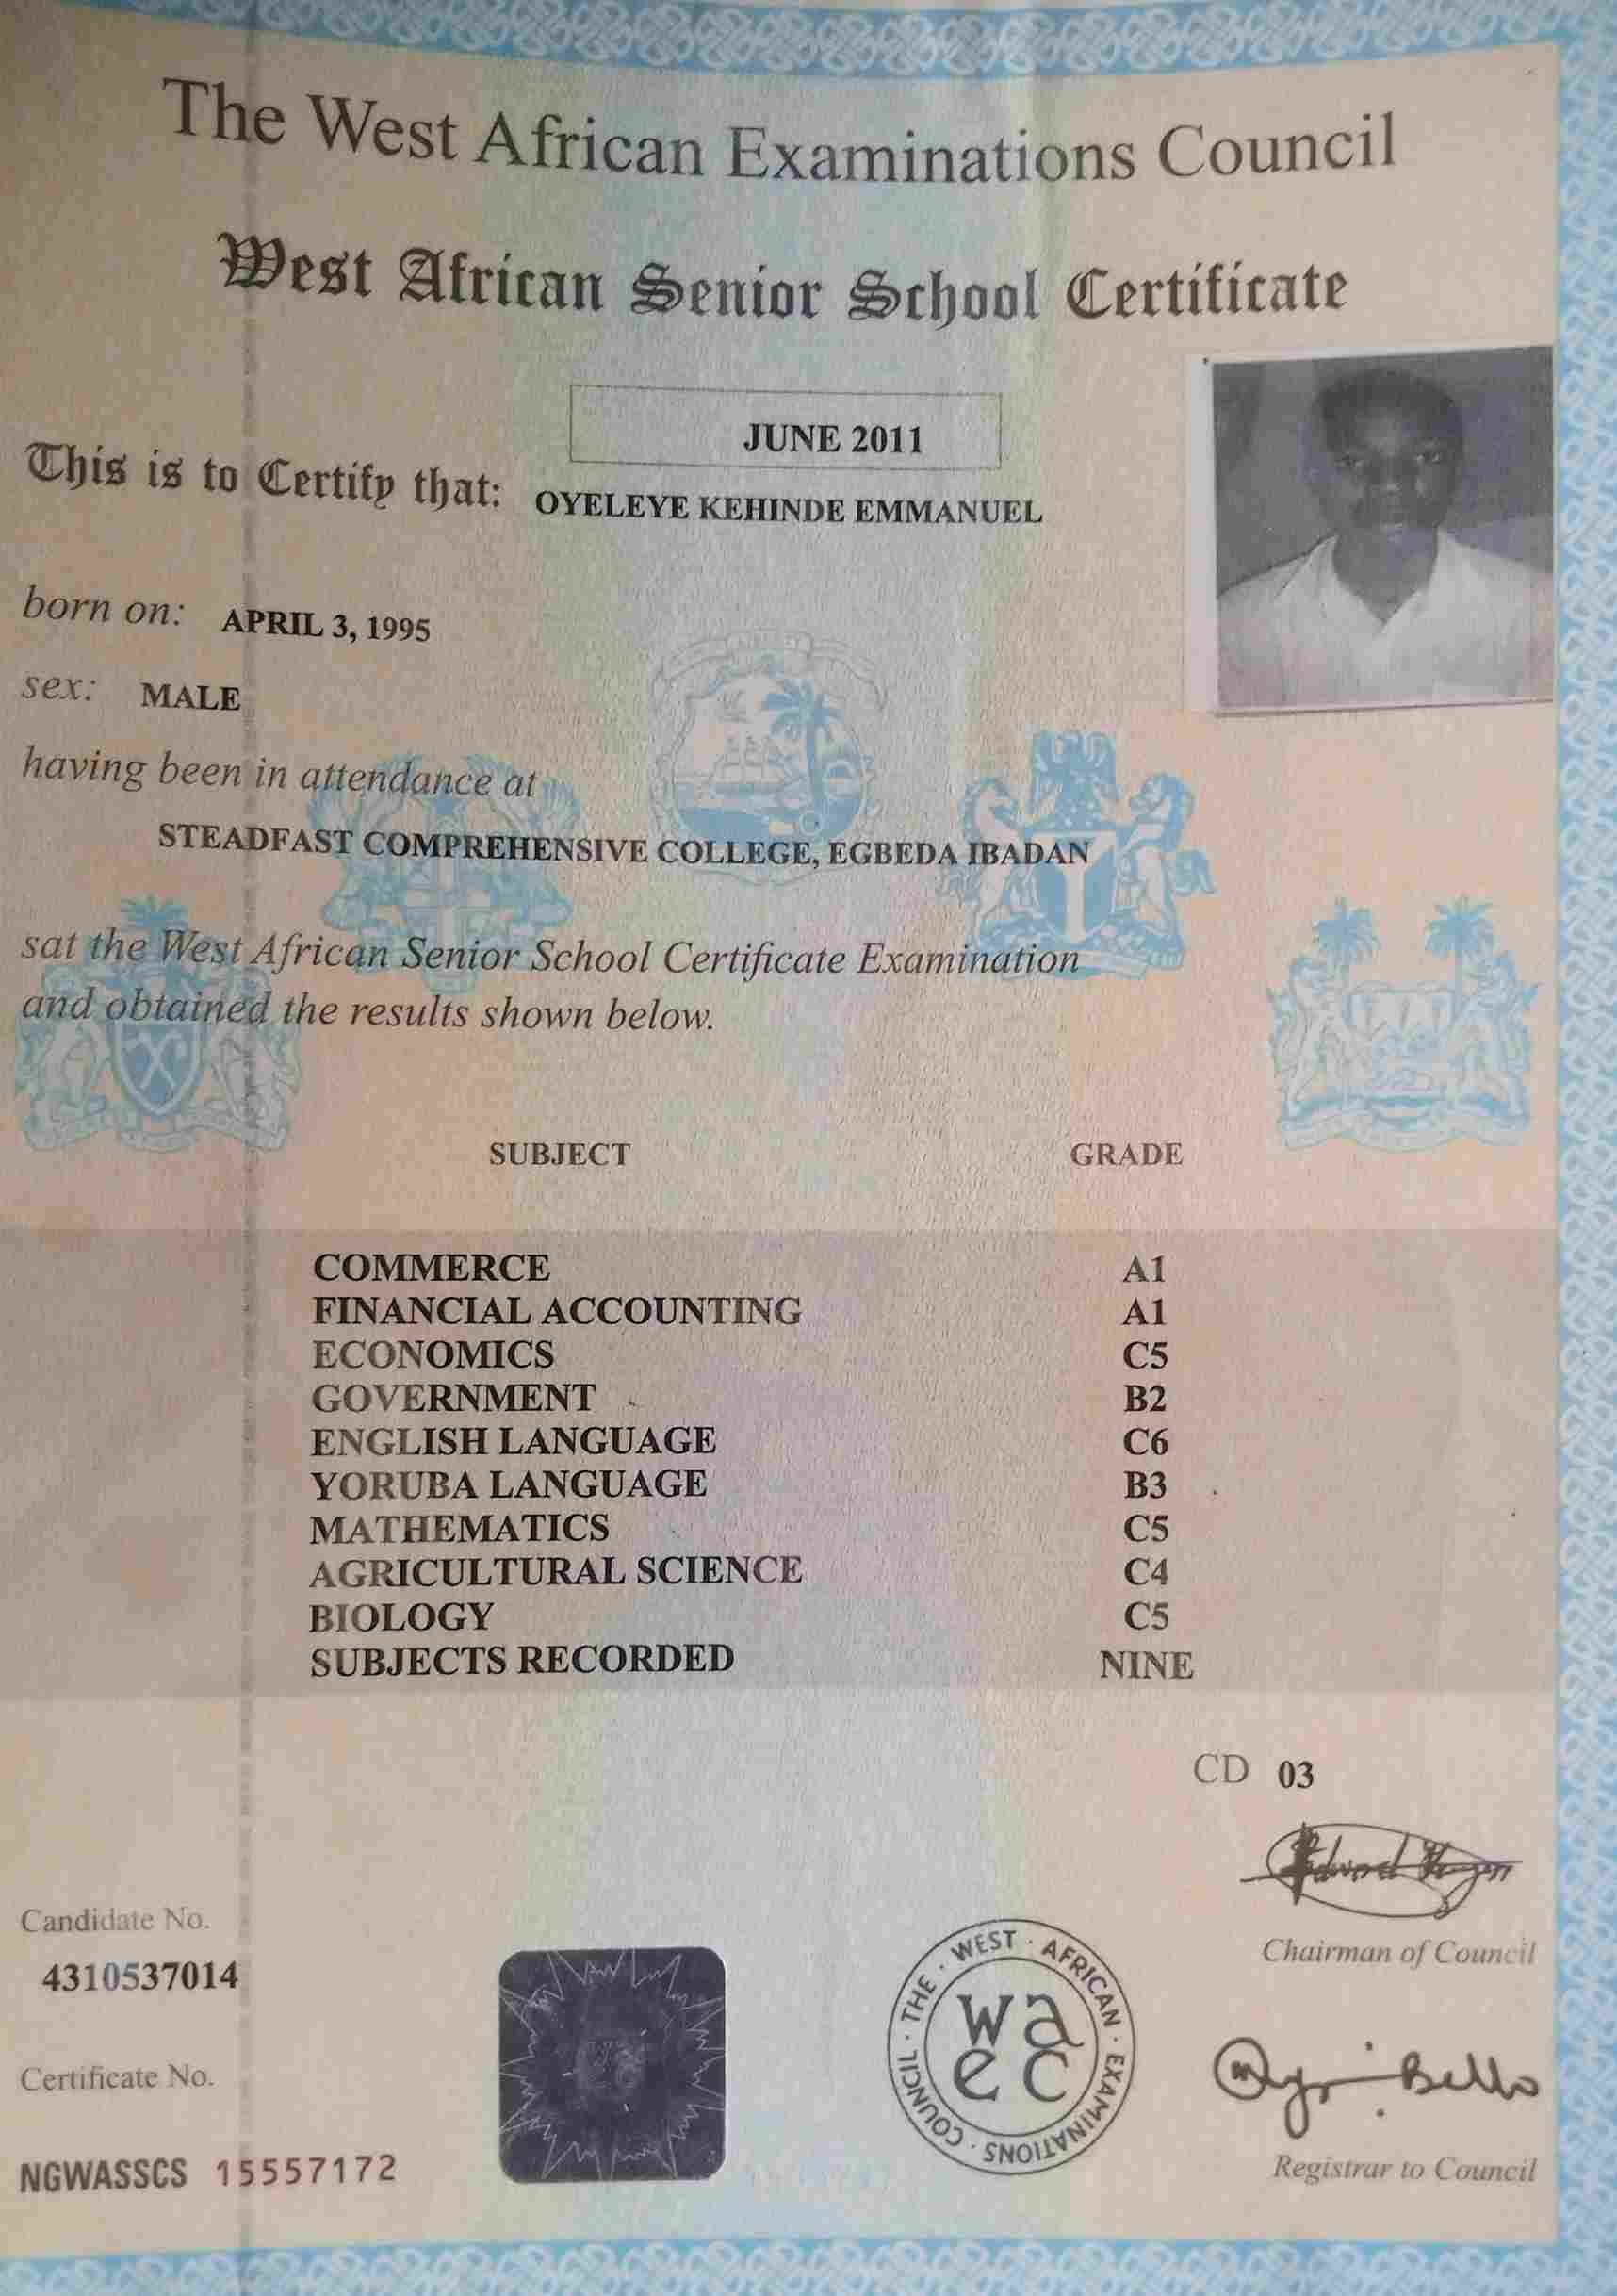 The West African Examinations Council
West African Senior School Certificate
JUNE 2011
This is to Certify that: OYELEYE KEHINDE EMMANUEL
born on: APRIL 3, 1995
sex: MALE
having been in attendance at
STEADFAST COMPREHENSIVE COLLEGE, EGBEDA IBADAN
sat the West African Senior School Certificate Examination
and obtained the results shown below.
SUBJECT GRADE
COMMERCE A1
FINANCIAL ACCOUNTING A1
ECONOMICS C5
GOVERNMENT B2
ENGLISH LANGUAGE C6
YORUBA LANGUAGE B3
MATHEMATICS C5
AGRICULTURAL SCIENCE C4
BIOLOGY C5
SUBJECTS RECORDED NINE
CD 03
Chairman of Council
Candidate No.
4310537014
THE · WEST · AFRICAN · EXAMINATIONS · COUNCIL ·
waec
Bello
Registrar to Council
Certificate No.
NGWASSCS 15557172